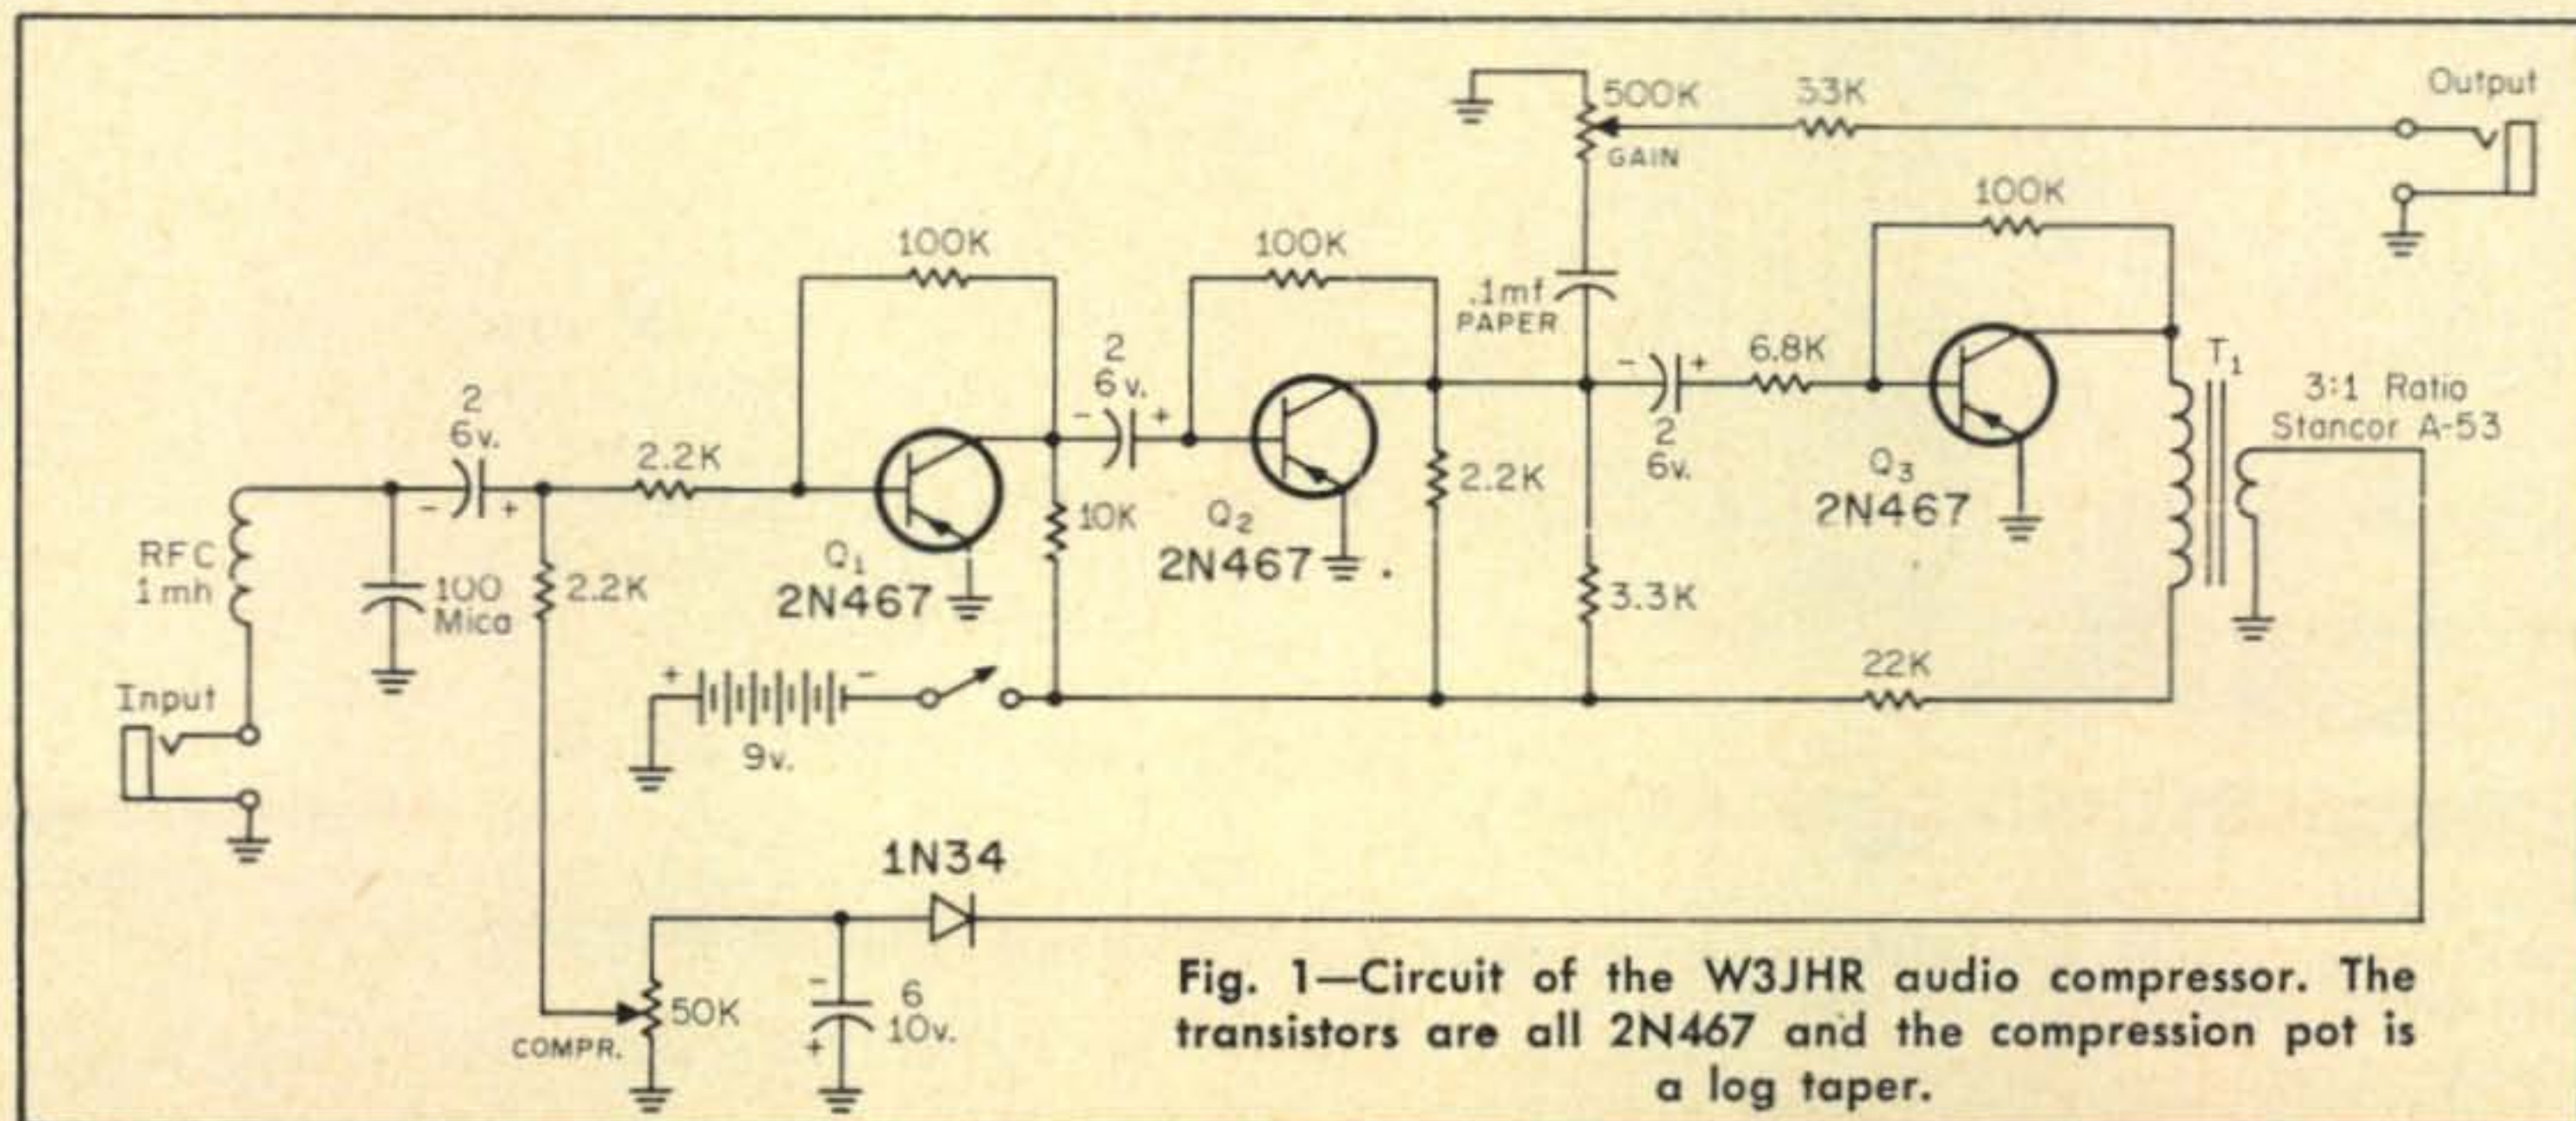 Output
500K
33K
GAIN
100K
100K
100K
.1mf
PAPER
2
6v.
2
6v.
2.2K
- +
- +
- +
6.8K
2
6v.
T1
3:1 Ratio
Stancor A-53
RFC
1mh
100
Mica
2.2K
Q1
2N467
10K
Q2
2N467
2.2K
3.3K
Q3
2N467
22K
Input
+ -
9v.
1N34
50K
COMPR.
-
+
6
10v.
Fig. 1—Circuit of the W3JHR audio compressor. The
transistors are all 2N467 and the compression pot is
a log taper.